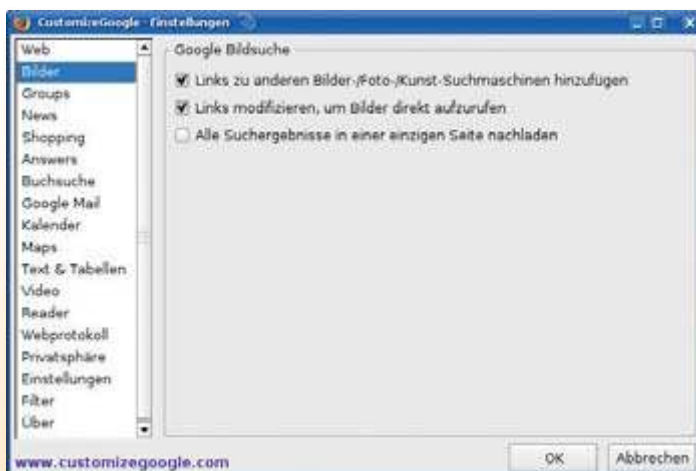 CustomizeGoogle - Einstellungen
Web
Bilder
Groups
News
Shopping
Answers
Buchsuche
Google Mail
Kalender
Maps
Text & Tabellen
Video
Reader
Webprotokoll
Privatsphäre
Einstellungen
Filter
Über
Google Bildsuche
Links zu anderen Bilder-/Foto-/Kunst-Suchmaschinen hinzufügen
Links modifizieren, um Bilder direkt aufzurufen
Alle Suchergebnisse in einer einzigen Seite nachladen
www.customizegoogle.com
OK
Abbrechen